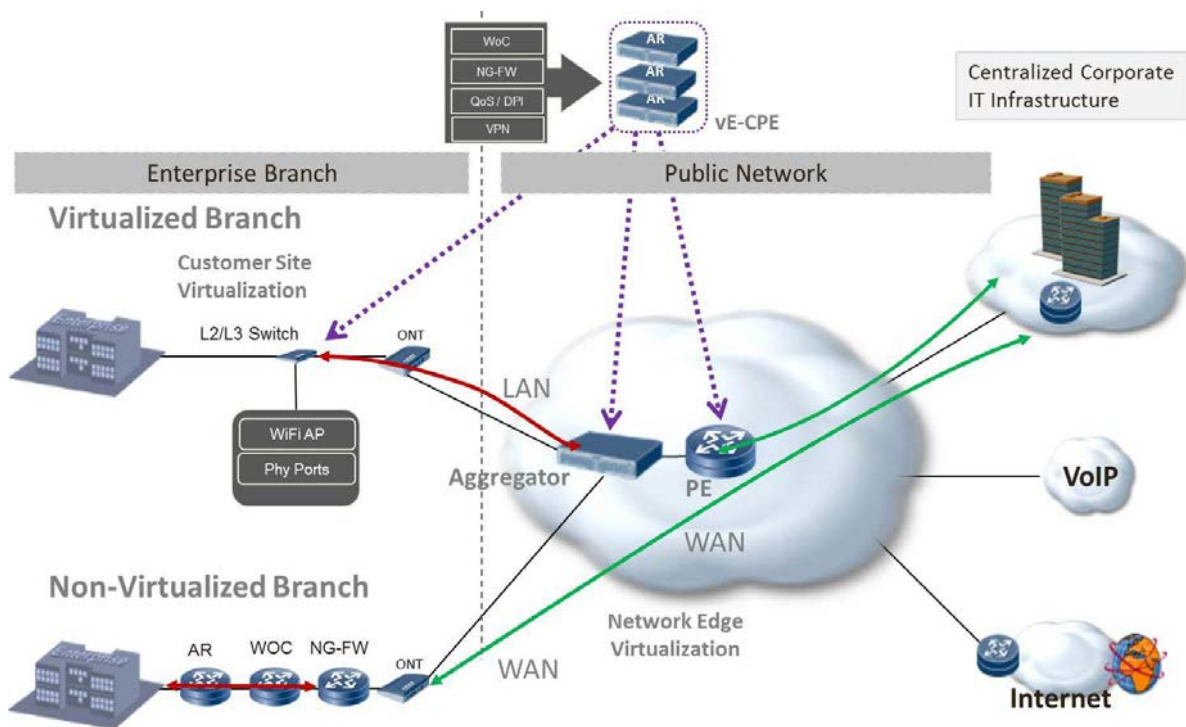 WoC
NG-FW
QoS / DPI
VPN
AR
AR
AR
vE-CPE
Centralized Corporate
IT Infrastructure
Enterprise Branch
Public Network
Virtualized Branch
Customer Site
Virtualization
Enterprise
L2/L3 Switch
ONT
LAN
WiFi AP
Phy Ports
Aggregator
PE
VoIP
WAN
Non-Virtualized Branch
Network Edge
Virtualization
Enterprise
AR
WOC
NG-FW
ONT
WAN
Internet